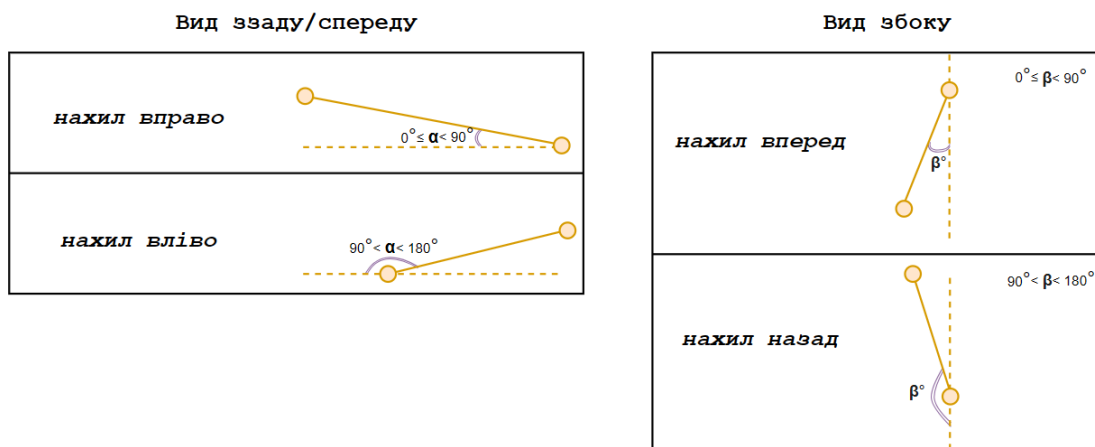 Вид ззаду/спереду
нахил вправо
0°≤ α< 90°
нахил вліво
90°< α< 180°
Вид збоку
0°≤ β< 90°
нахил вперед
β°
90°< β< 180°
нахил назад
β°